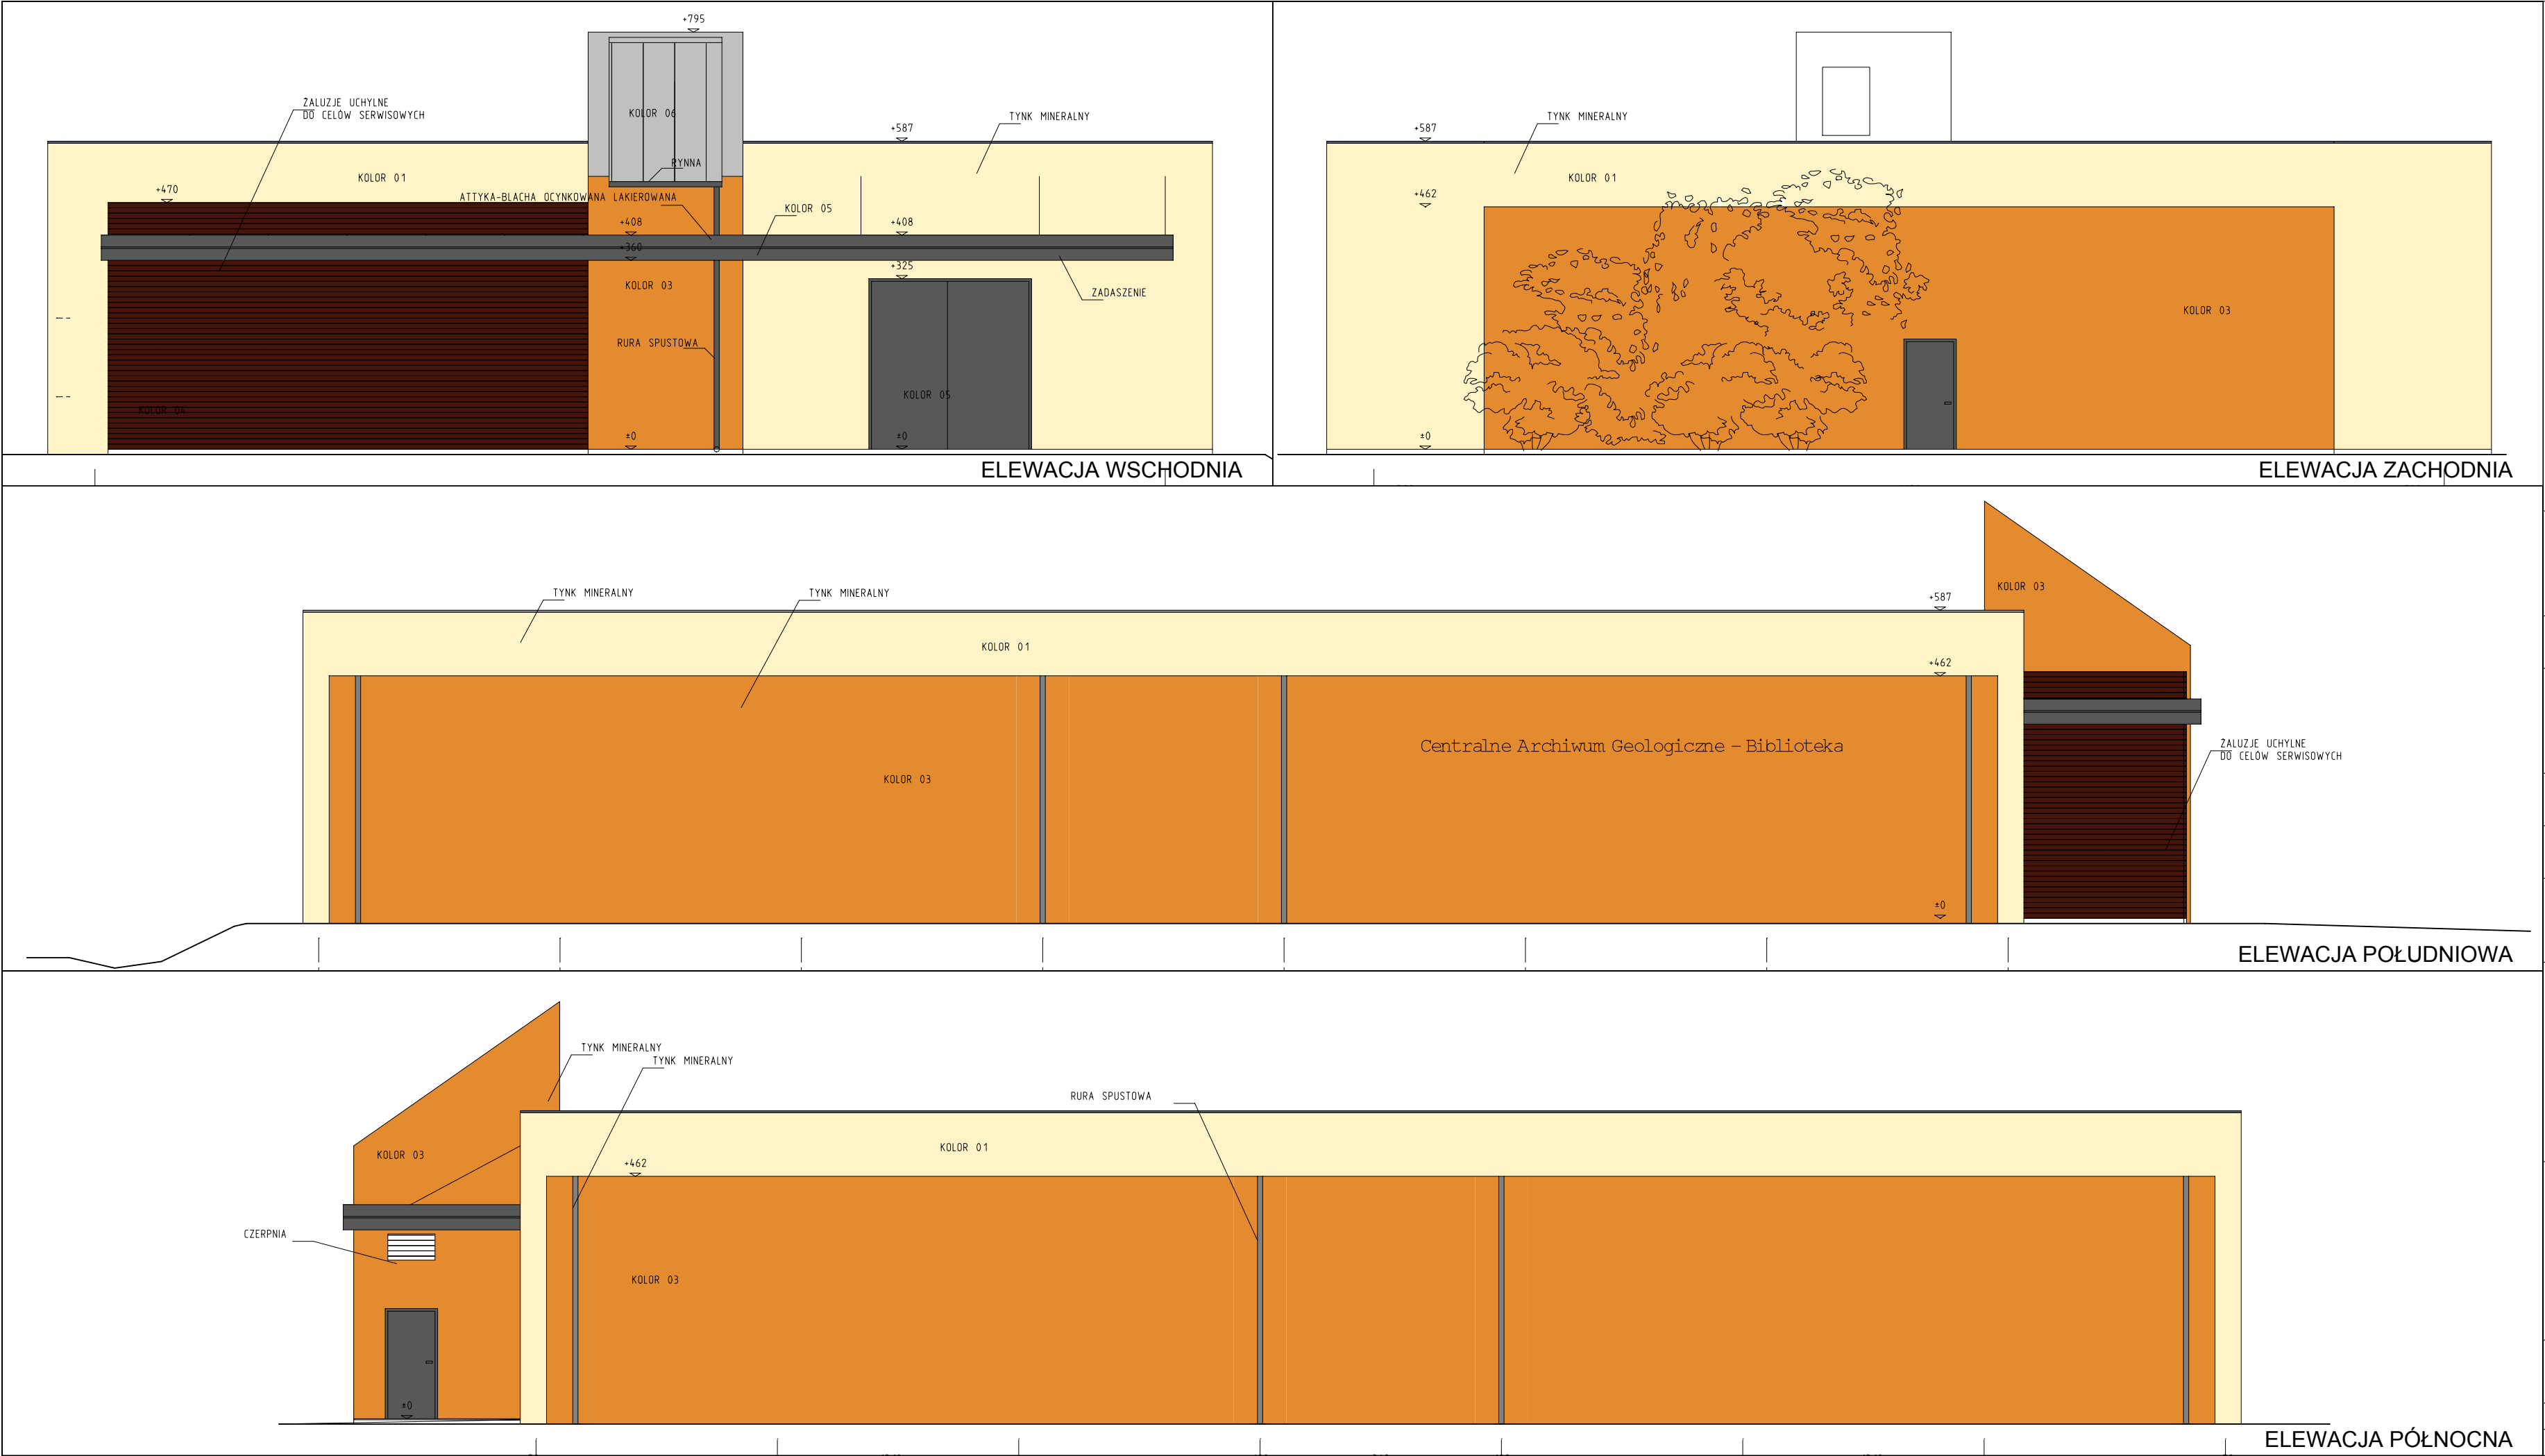 +795
ŻALUZJE UCHYLNE
DO CELÓW SERWISOWYCH
KOLOR 06
+587
TYNK MINERALNY
RYNNA
KOLOR 01
+470
ATTYKA-BLACHA OCYNKOWANA LAKIEROWANA
KOLOR 05
+408
+408
+360
+325
KOLOR 03
ZADASZENIE
RURA SPUSTOWA
KOLOR 05
KOLOR 04
±0
±0
ELEWACJA WSCHODNIA
+587
TYNK MINERALNY
KOLOR 01
+462
KOLOR 03
±0
ELEWACJA ZACHODNIA
TYNK MINERALNY
TYNK MINERALNY
+587
KOLOR 03
KOLOR 01
+462
Centralne Archiwum Geologiczne - Biblioteka
KOLOR 03
ŻALUZJE UCHYLNE
DO CELÓW SERWISOWYCH
±0
ELEWACJA POŁUDNIOWA
TYNK MINERALNY
TYNK MINERALNY
RURA SPUSTOWA
KOLOR 03
KOLOR 01
+462
CZERPNIA
KOLOR 03
±0
ELEWACJA PÓŁNOCNA